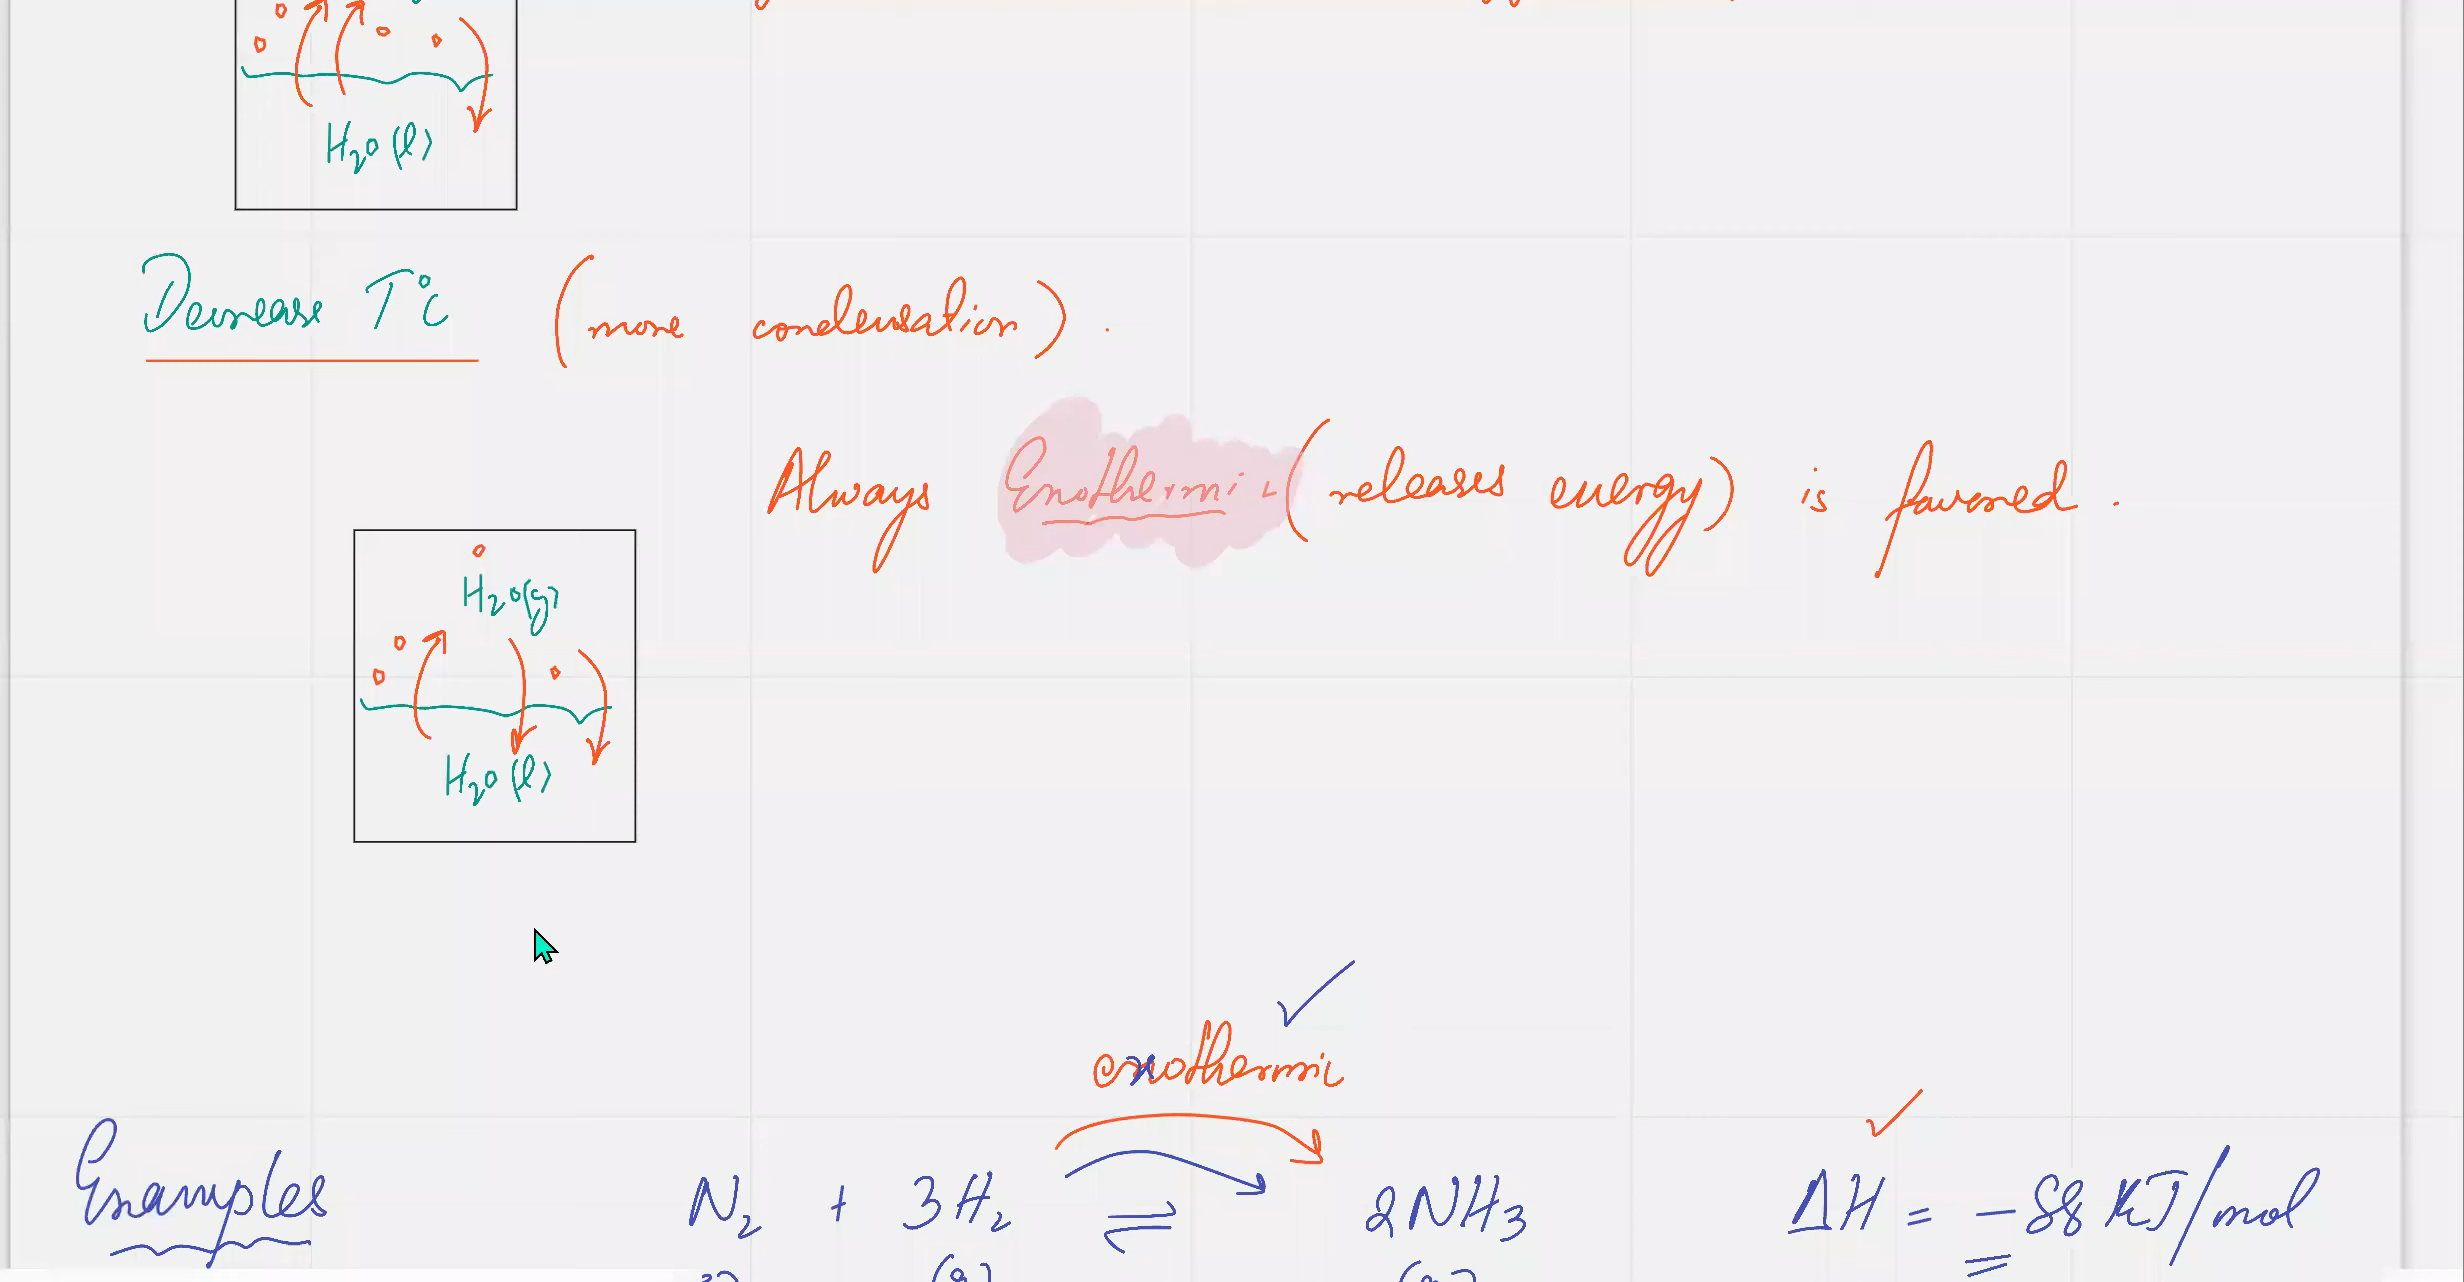 H₂O (l)
Decrease T°C (more condensation).
Always Exothermic (releases energy) is favored.
H₂O(g)
H₂O (l)
exothermic
Examples N₂ + 3H₂ ⇌ 2NH₃ ΔH = -88 KJ/mol
(g) (g)